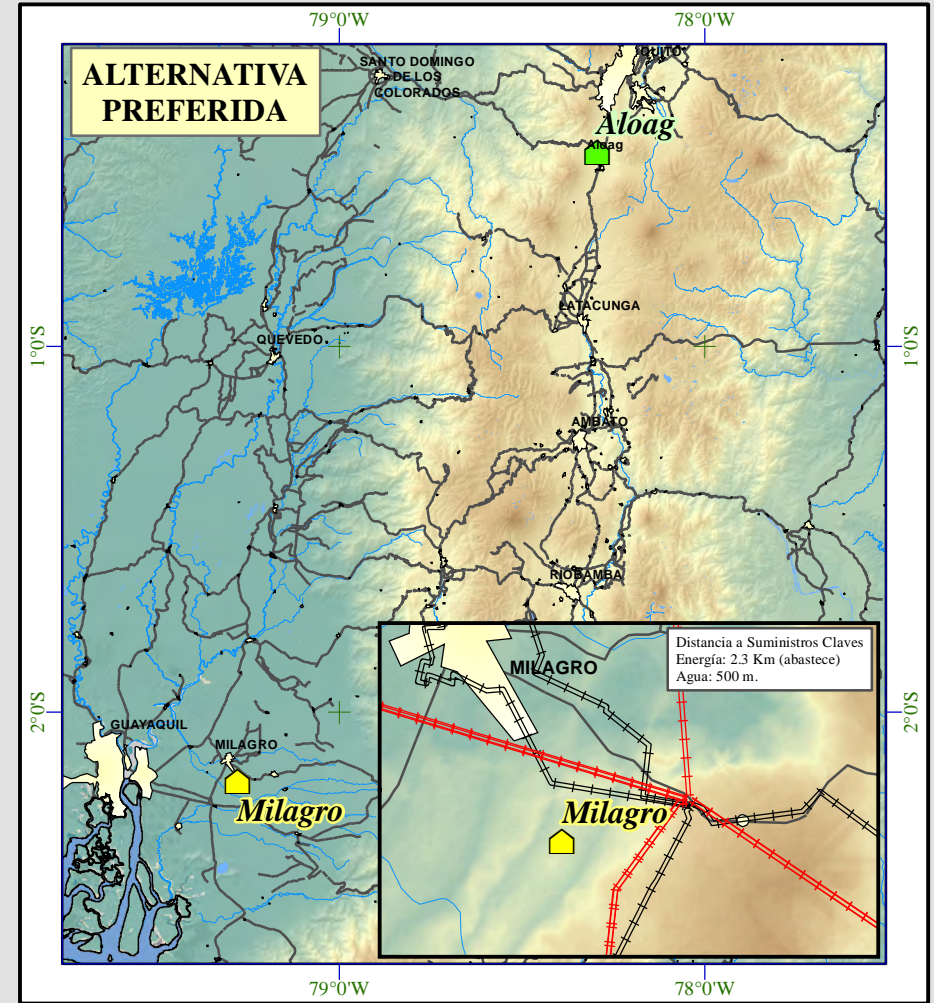 79°0'W
78°0'W
ALTERNATIVA
PREFERIDA
SANTO DOMINGO
DE LOS
COLORADOS
QUITO
Aloag
Aloag
LATACUNGA
1°0'S
1°0'S
QUEVEDO
AMBATO
RIOBAMBA
Distancia a Suministros Claves
Energía: 2.3 Km (abastece)
Agua: 500 m.
MILAGRO
2°0'S
2°0'S
GUAYAQUIL
MILAGRO
Milagro
Milagro
79°0'W
78°0'W